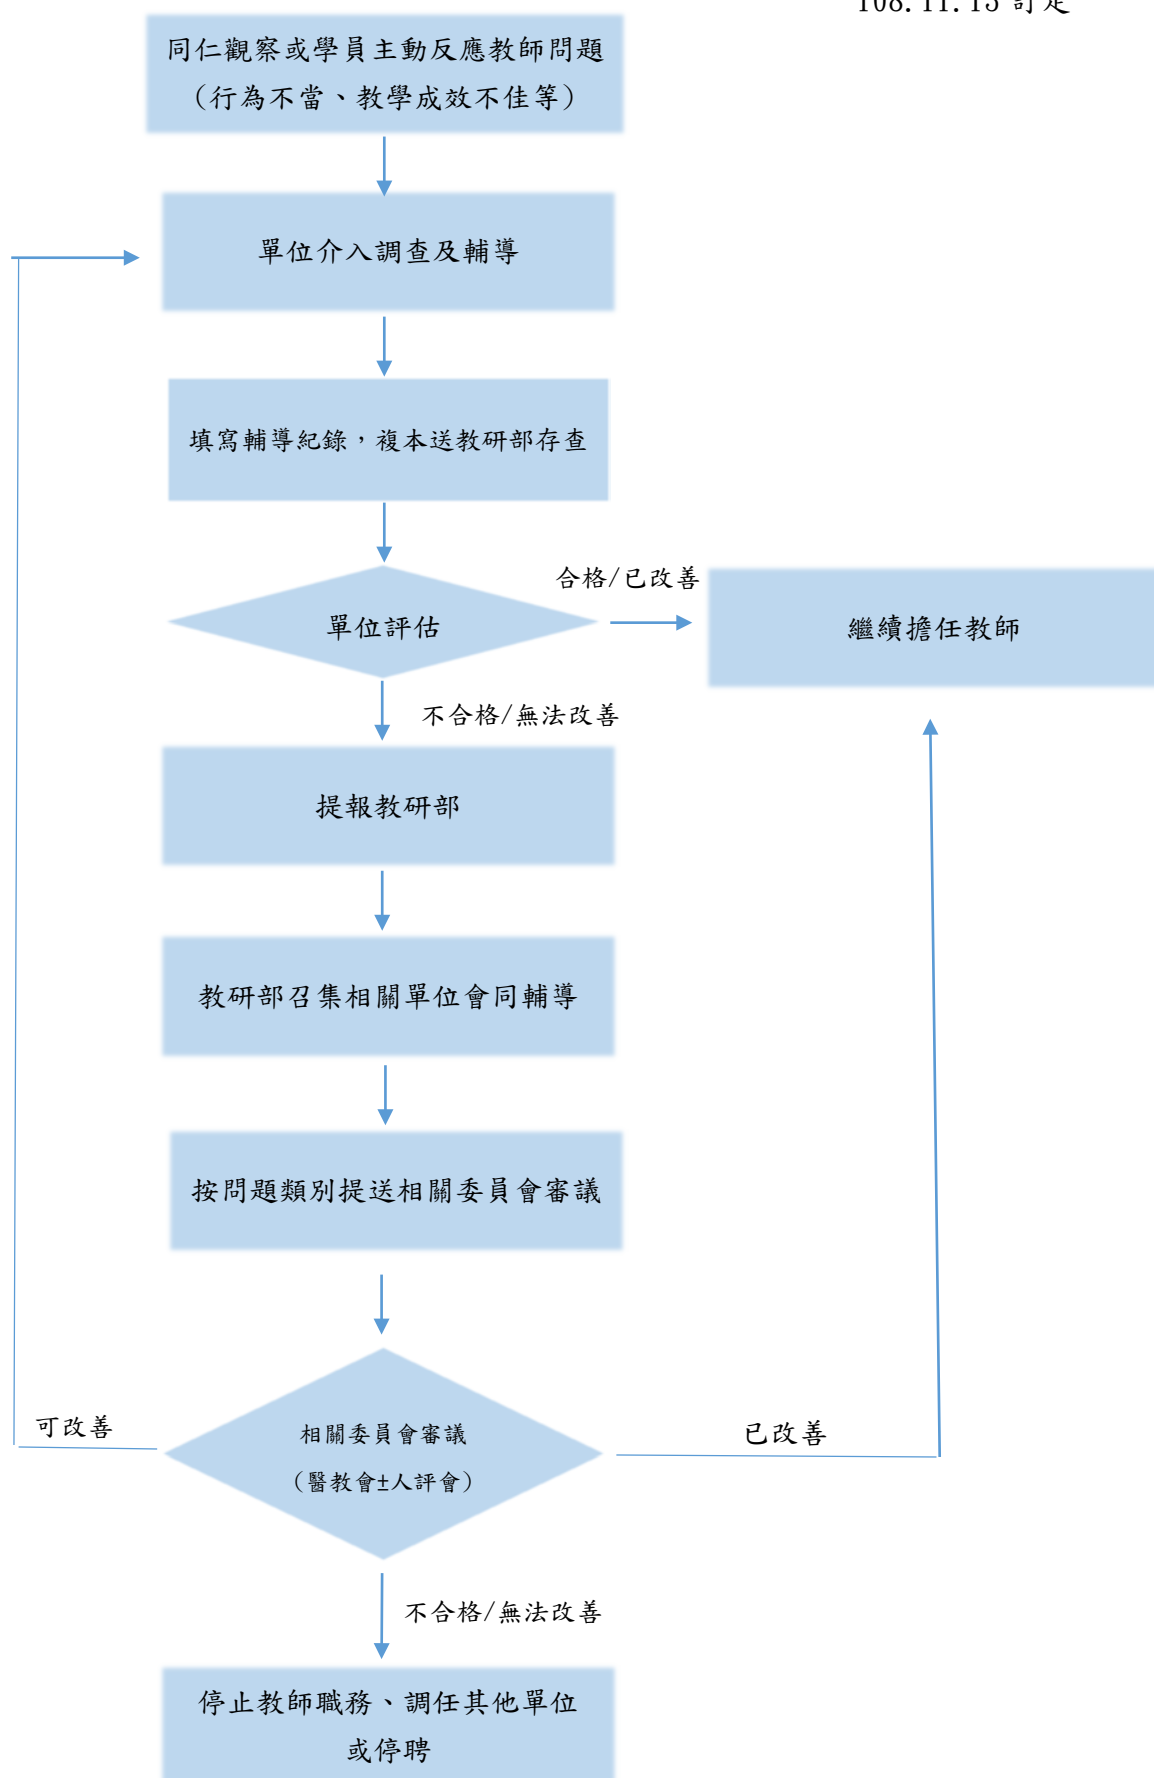 108.11.15 訂定
同仁觀察或學員主動反應教師問題
（行為不當、教學成效不佳等）
單位介入調查及輔導
填寫輔導紀錄，複本送教研部存查
單位評估
合格/已改善
繼續擔任教師
不合格/無法改善
提報教研部
教研部召集相關單位會同輔導
按問題類別提送相關委員會審議
相關委員會審議
（醫教會±人評會）
可改善
已改善
不合格/無法改善
停止教師職務、調任其他單位
或停聘